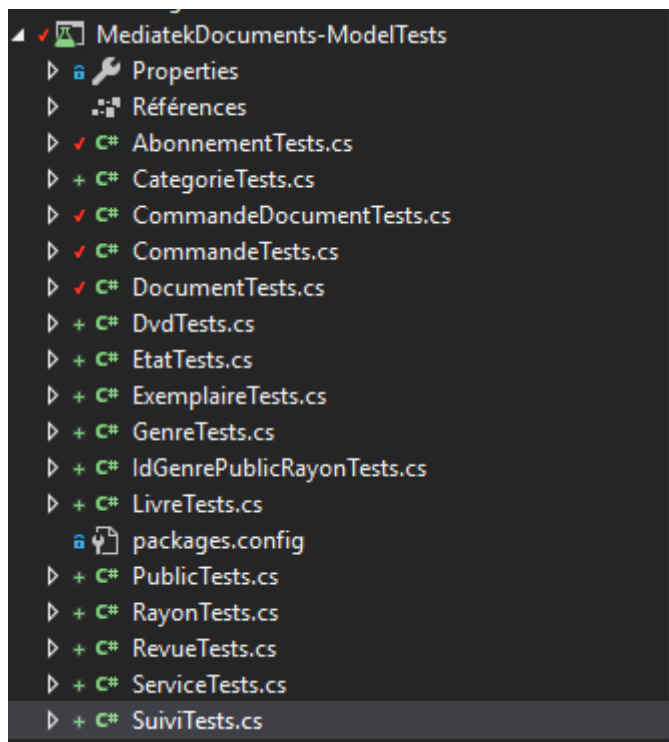 MediatekDocuments-ModelTests
Properties
Références
C# AbonnementTests.cs
+ C# CategorieTests.cs
C# CommandeDocumentTests.cs
C# CommandeTests.cs
C# DocumentTests.cs
+ C# DvdTests.cs
+ C# EtatTests.cs
+ C# ExemplaireTests.cs
+ C# GenreTests.cs
+ C# IdGenrePublicRayonTests.cs
+ C# LivreTests.cs
packages.config
+ C# PublicTests.cs
+ C# RayonTests.cs
+ C# RevueTests.cs
+ C# ServiceTests.cs
+ C# SuiviTests.cs